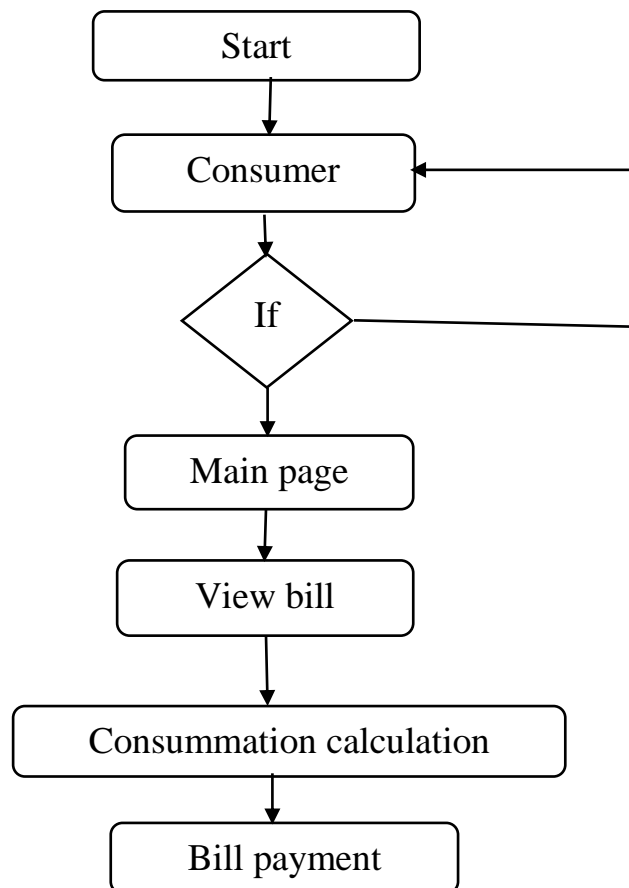 Start
Consumer
If
Main page
View bill
Consummation calculation
Bill payment